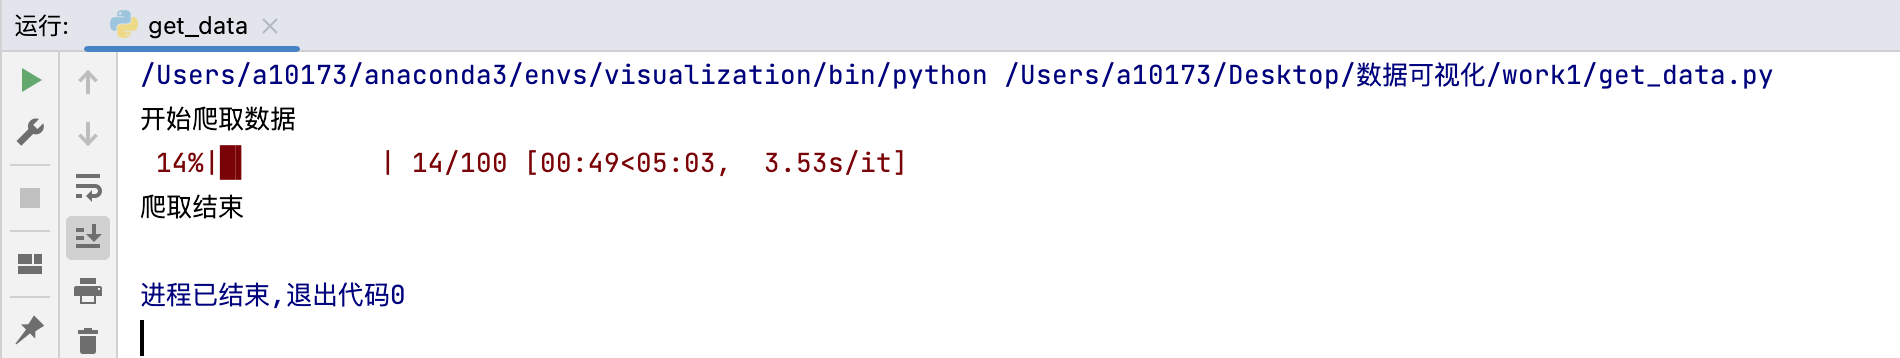 运行: get_data
/Users/a10173/anaconda3/envs/visualization/bin/python /Users/a10173/Desktop/数据可视化/work1/get_data.py
开始爬取数据
14%|█▍        | 14/100 [00:49<05:03,  3.53s/it]
爬取结束
进程已结束,退出代码0